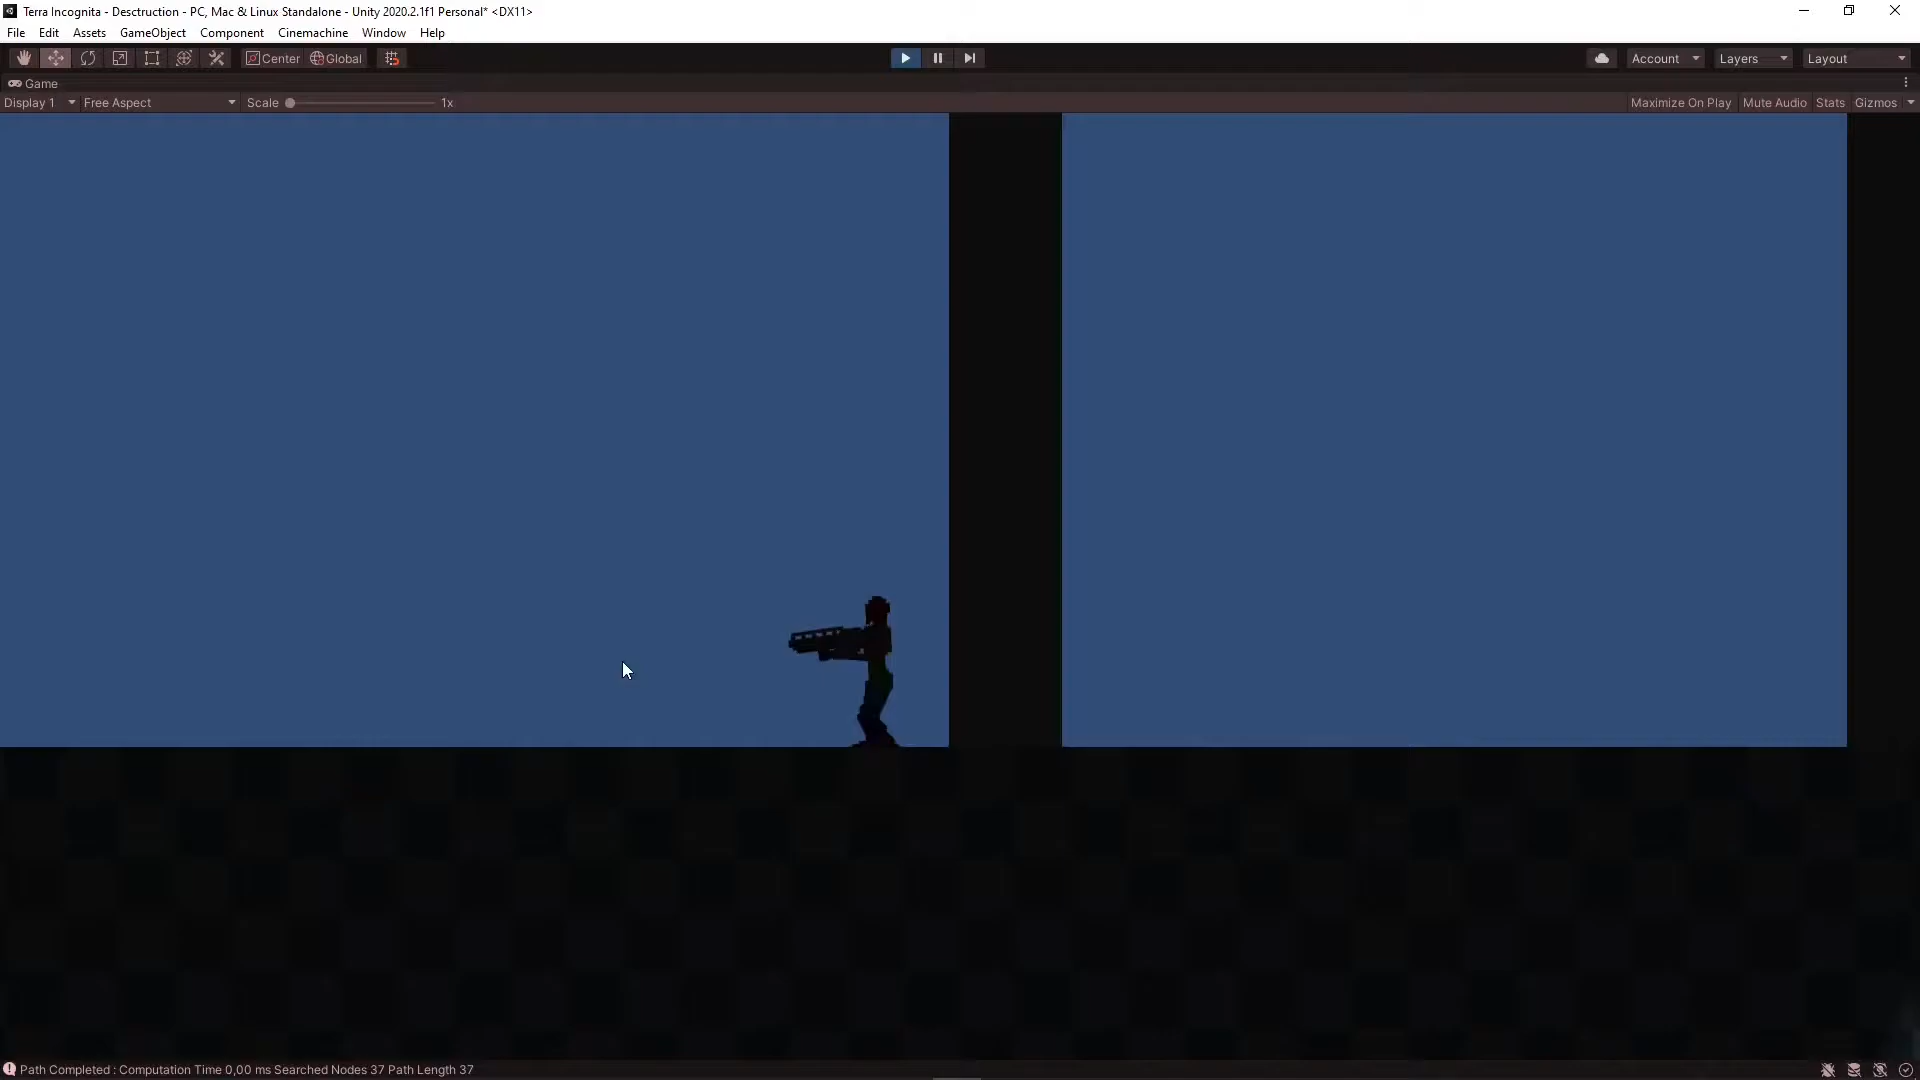 Terra Incognita - Desctruction - PC, Mac & Linux Standalone - Unity 2020.2.1f1 Personal* <DX11>
File Edit Assets GameObject Component Cinemachine Window Help
Center Global Account Layers Layout
Game
Display 1 Free Aspect Scale 1x Maximize On Play Mute Audio Stats Gizmos
Path Completed : Computation Time 0,00 ms Searched Nodes 37 Path Length 37